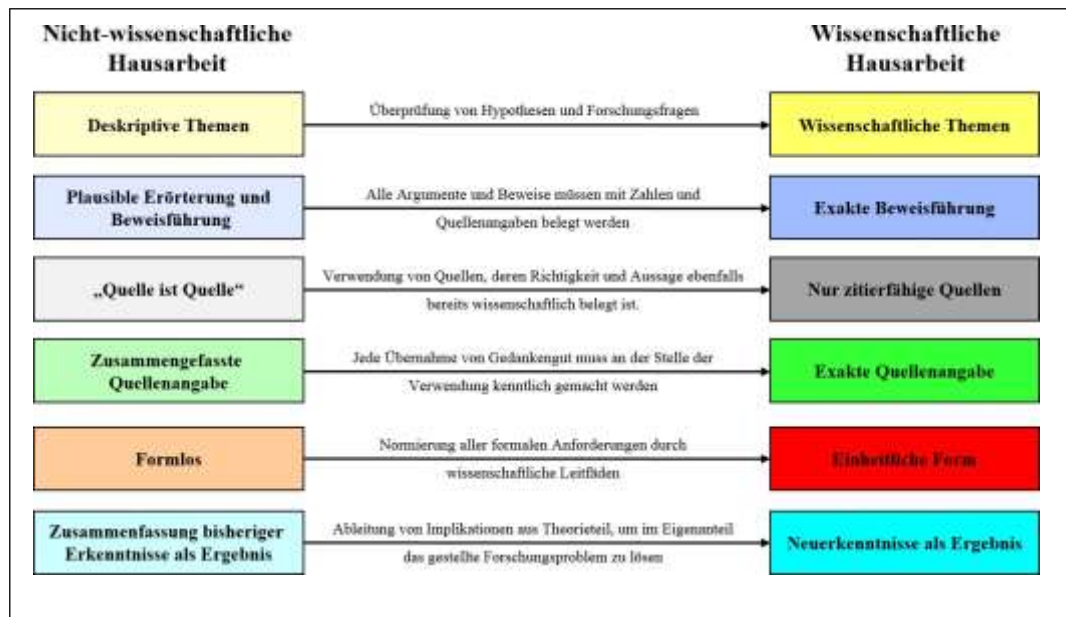 Nicht-wissenschaftliche
Hausarbeit
Wissenschaftliche
Hausarbeit
Deskriptive Themen
Überprüfung von Hypothesen und Forschungsfragen
Wissenschaftliche Themen
Plausible Erörterung und
Beweisführung
Alle Argumente und Beweise müssen mit Zahlen und
Quellenangaben belegt werden
Exakte Beweisführung
„Quelle ist Quelle“
Verwendung von Quellen, deren Richtigkeit und Aussage ebenfalls
bereits wissenschaftlich belegt ist.
Nur zitierfähige Quellen
Zusammengefasste
Quellenangabe
Jede Übernahme von Gedankengut muss an der Stelle der
Verwendung kenntlich gemacht werden
Exakte Quellenangabe
Formlos
Normierung aller formalen Anforderungen durch
wissenschaftliche Leitfäden
Einheitliche Form
Zusammenfassung bisheriger
Erkenntnisse als Ergebnis
Ableitung von Implikationen aus Theorieteil, um im Eigenanteil
das gestellte Forschungsproblem zu lösen
Neuerkenntnisse als Ergebnis